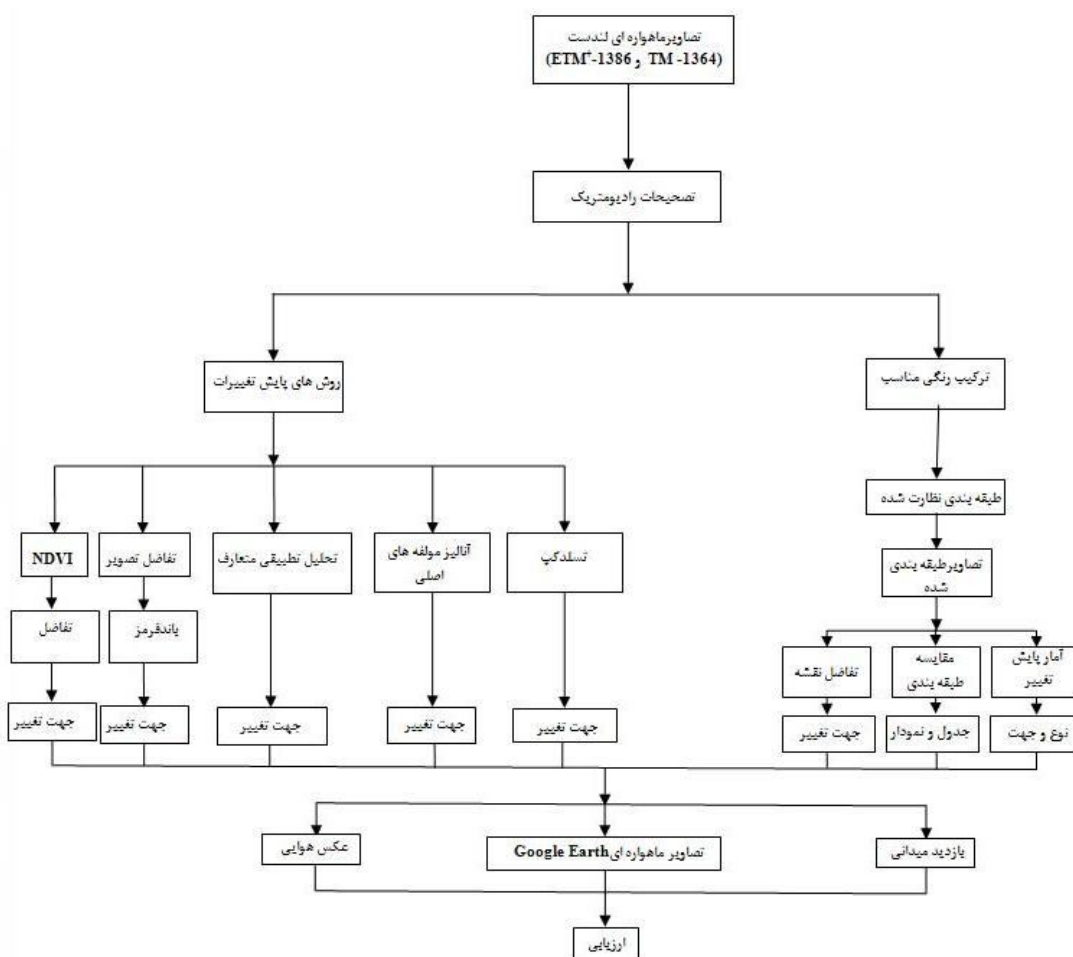 تصاویرماهواره ای لندست
(TM -1364 و ETM⁺-1386)
تصحیحات رادیومتریک
ترکیب رنگی مناسب
روش های پایش تغییرات
طبقه بندی نظارت شده
تصاویرطبقه بندی
شده
تسلدکپ
آنالیز مولفه های
اصلی
تحلیل تطبیقی متعارف
تفاضل تصویر
NDVI
آمار پایش
تغییر
مقایسه
طبقه بندی
تفاضل نقشه
باندقرمز
تفاضل
نوع و جهت
جدول و نمودار
جهت تغییر
جهت تغییر
جهت تغییر
جهت تغییر
جهت تغییر
جهت تغییر
بازدید میدانی
تصاویر ماهواره ایGoogle Earth
عکس هوایی
ارزیابی